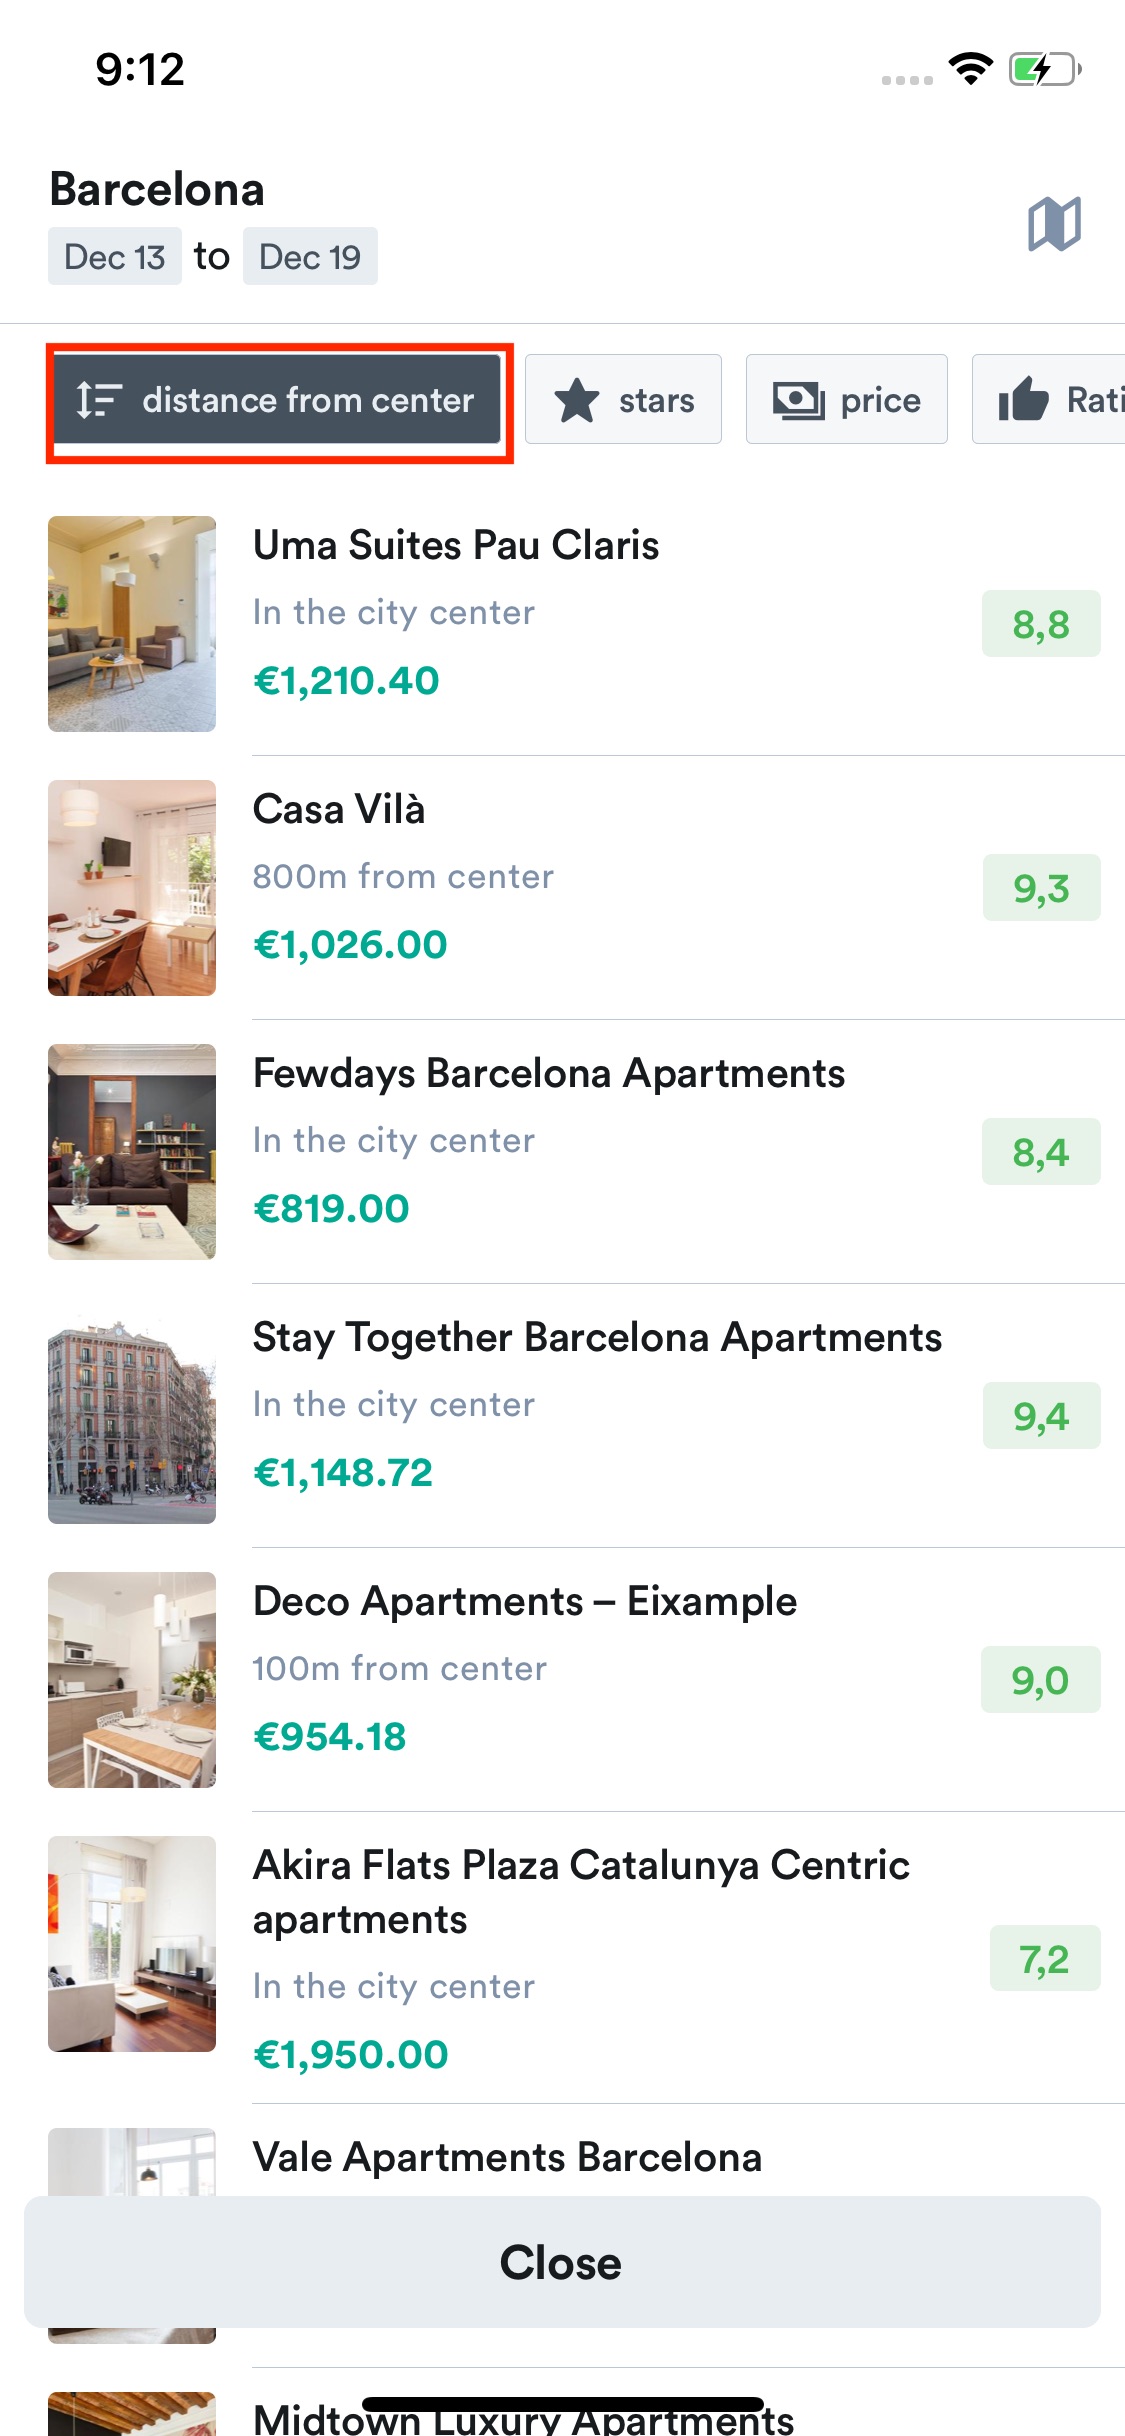 9:12
Barcelona
Dec 13 to Dec 19
distance from center stars price Rati
Uma Suites Pau Claris
In the city center
8,8
€1,210.40
Casa Vilà
800m from center
9,3
€1,026.00
Fewdays Barcelona Apartments
In the city center
8,4
€819.00
Stay Together Barcelona Apartments
In the city center
9,4
€1,148.72
Deco Apartments – Eixample
100m from center
9,0
€954.18
Akira Flats Plaza Catalunya Centric
apartments
7,2
In the city center
€1,950.00
Vale Apartments Barcelona
Close
Midtown Luxury Apartments